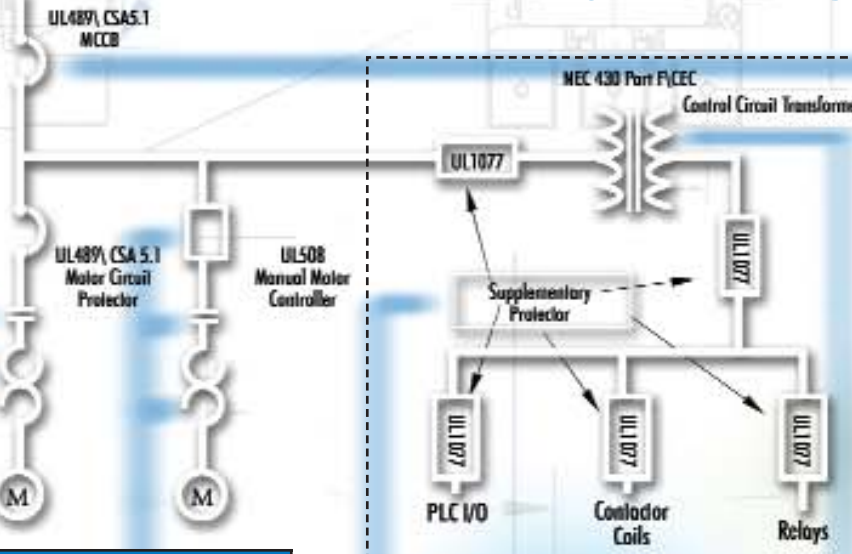 UL489\ CSA5.1
MCCB
NEC 430 Part F\CEC
Control Circuit Transforme
UL1077
UL1077
UL489\ CSA 5.1
Motor Circuit
Protector
UL508
Manual Motor
Controller
Supplementary
Protector
UL1077
UL1077
UL1077
M
M
PLC I/O
Contactor
Coils
Relays